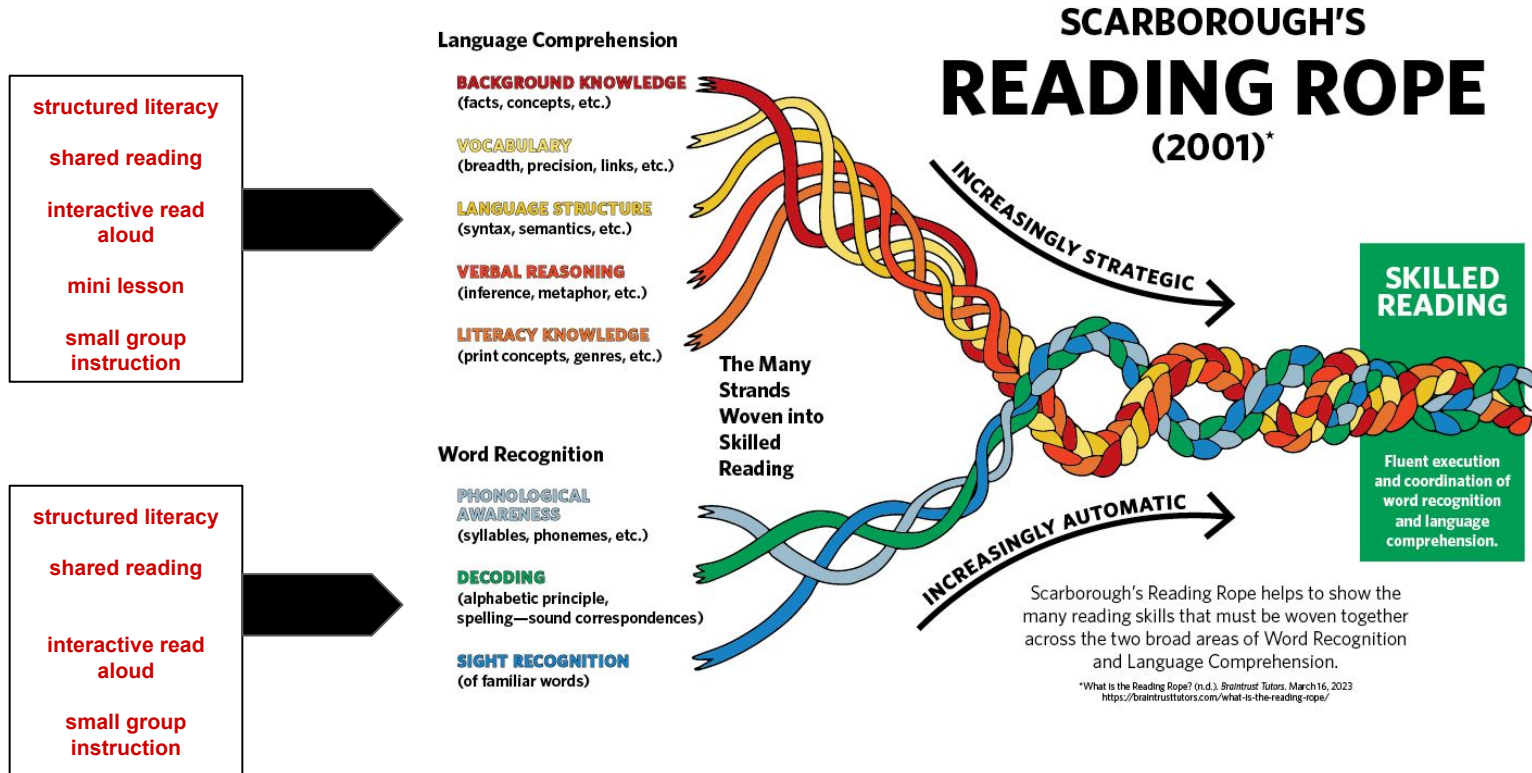 SCARBOROUGH'S
READING ROPE
(2001)*
structured literacy
shared reading
interactive read
aloud
mini lesson
small group
instruction
Language Comprehension
BACKGROUND KNOWLEDGE
(facts, concepts, etc.)
VOCABULARY
(breadth, precision, links, etc.)
LANGUAGE STRUCTURE
(syntax, semantics, etc.)
VERBAL REASONING
(inference, metaphor, etc.)
LITERACY KNOWLEDGE
(print concepts, genres, etc.)
The Many
Strands
Woven into
Skilled
Reading
structured literacy
shared reading
interactive read
aloud
small group
instruction
Word Recognition
PHONOLOGICAL
AWARENESS
(syllables, phonemes, etc.)
DECODING
(alphabetic principle,
spelling—sound correspondences)
SIGHT RECOGNITION
(of familiar words)
INCREASINGLY STRATEGIC
INCREASINGLY AUTOMATIC
SKILLED
READING
Fluent execution
and coordination of
word recognition
and language
comprehension.
Scarborough's Reading Rope helps to show the
many reading skills that must be woven together
across the two broad areas of Word Recognition
and Language Comprehension.
*What is the Reading Rope? (n.d.). Braintrust Tutors. March 16, 2023
https://braintrusttutors.com/what-is-the-reading-rope/